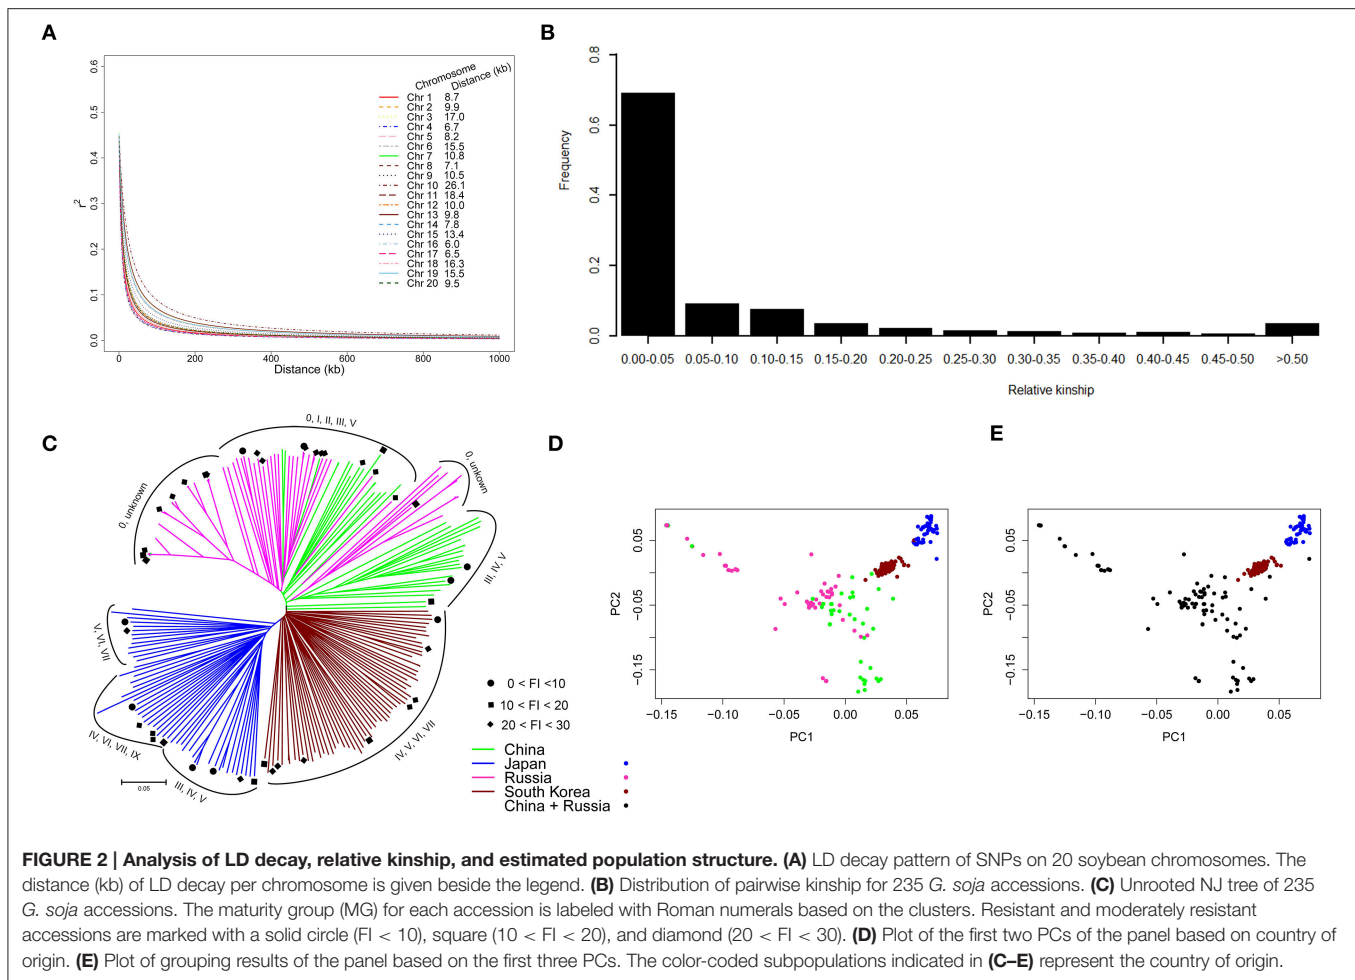 A
Chromosome
Distance (kb)
Chr 1 8.7
Chr 2 9.9
Chr 3 17.0
Chr 4 6.7
Chr 5 8.2
Chr 6 15.5
Chr 7 10.8
Chr 8 7.1
Chr 9 10.5
Chr 10 26.1
Chr 11 18.4
Chr 12 10.0
Chr 13 9.8
Chr 14 7.8
Chr 15 13.4
Chr 16 6.0
Chr 17 6.5
Chr 18 16.3
Chr 19 15.5
Chr 20 9.5
0.6
0.5
0.4
0.3
0.2
0.1
0.0
r²
0 200 400 600 800 1000
Distance (kb)
B
0.8
0.6
0.4
0.2
0.0
Frequency
0.00-0.05 0.05-0.10 0.10-0.15 0.15-0.20 0.20-0.25 0.25-0.30 0.30-0.35 0.35-0.40 0.40-0.45 0.45-0.50 >0.50
Relative kinship
C
0, I, II, III, V
0, unknown
0, unkown
III, IV, V
V, VI, VII
IV, VI, VII, IX
III, IV, V
IV, V, VI, VII
0.05
0 < FI <10
10 < FI < 20
20 < FI < 30
China
Japan
Russia
South Korea
China + Russia
D
0.05
−0.05
−0.15
PC2
−0.15 −0.10 −0.05 0.00 0.05
PC1
E
0.05
−0.05
−0.15
PC2
−0.15 −0.10 −0.05 0.00 0.05
PC1
FIGURE 2 | Analysis of LD decay, relative kinship, and estimated population structure. (A) LD decay pattern of SNPs on 20 soybean chromosomes. The
distance (kb) of LD decay per chromosome is given beside the legend. (B) Distribution of pairwise kinship for 235 G. soja accessions. (C) Unrooted NJ tree of 235
G. soja accessions. The maturity group (MG) for each accession is labeled with Roman numerals based on the clusters. Resistant and moderately resistant
accessions are marked with a solid circle (FI < 10), square (10 < FI < 20), and diamond (20 < FI < 30). (D) Plot of the first two PCs of the panel based on country of
origin. (E) Plot of grouping results of the panel based on the first three PCs. The color-coded subpopulations indicated in (C–E) represent the country of origin.